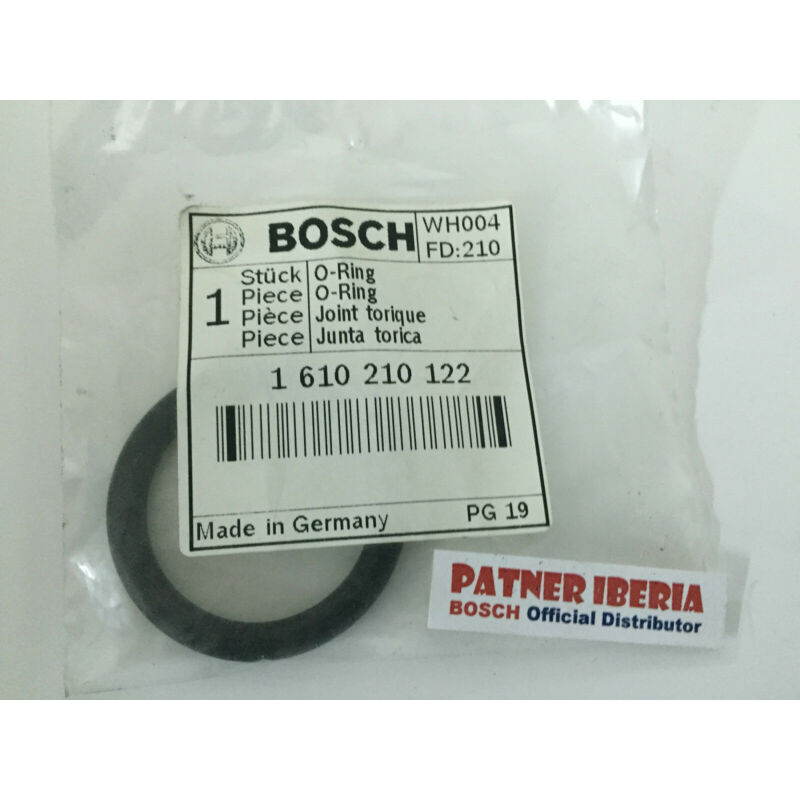 BOSCH
WH004
FD:210
1
Stück O-Ring
Piece O-Ring
Pièce Joint torique
Piece Junta torica
1 610 210 122
Made in Germany PG 19
PATNER IBERIA
BOSCH Official Distributor